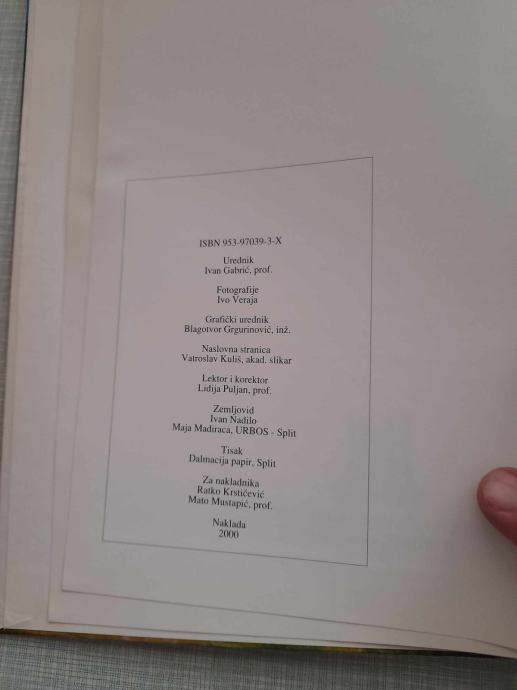 ISBN 953-97039-3-X
Urednik
Ivan Gabrić, prof.
Fotografije
Ivo Veraja
Grafički urednik
Blagotvor Grgurinović, inž.
Naslovna stranica
Vatroslav Kuliš, akad. slikar
Lektor i korektor
Lidija Puljan, prof.
Zemljovid
Ivan Nadilo
Maja Madiraca, URBOS - Split
Tisak
Dalmacija papir, Split
Za nakladnika
Ratko Krstičević
Mato Mustapić, prof.
Naklada
2000